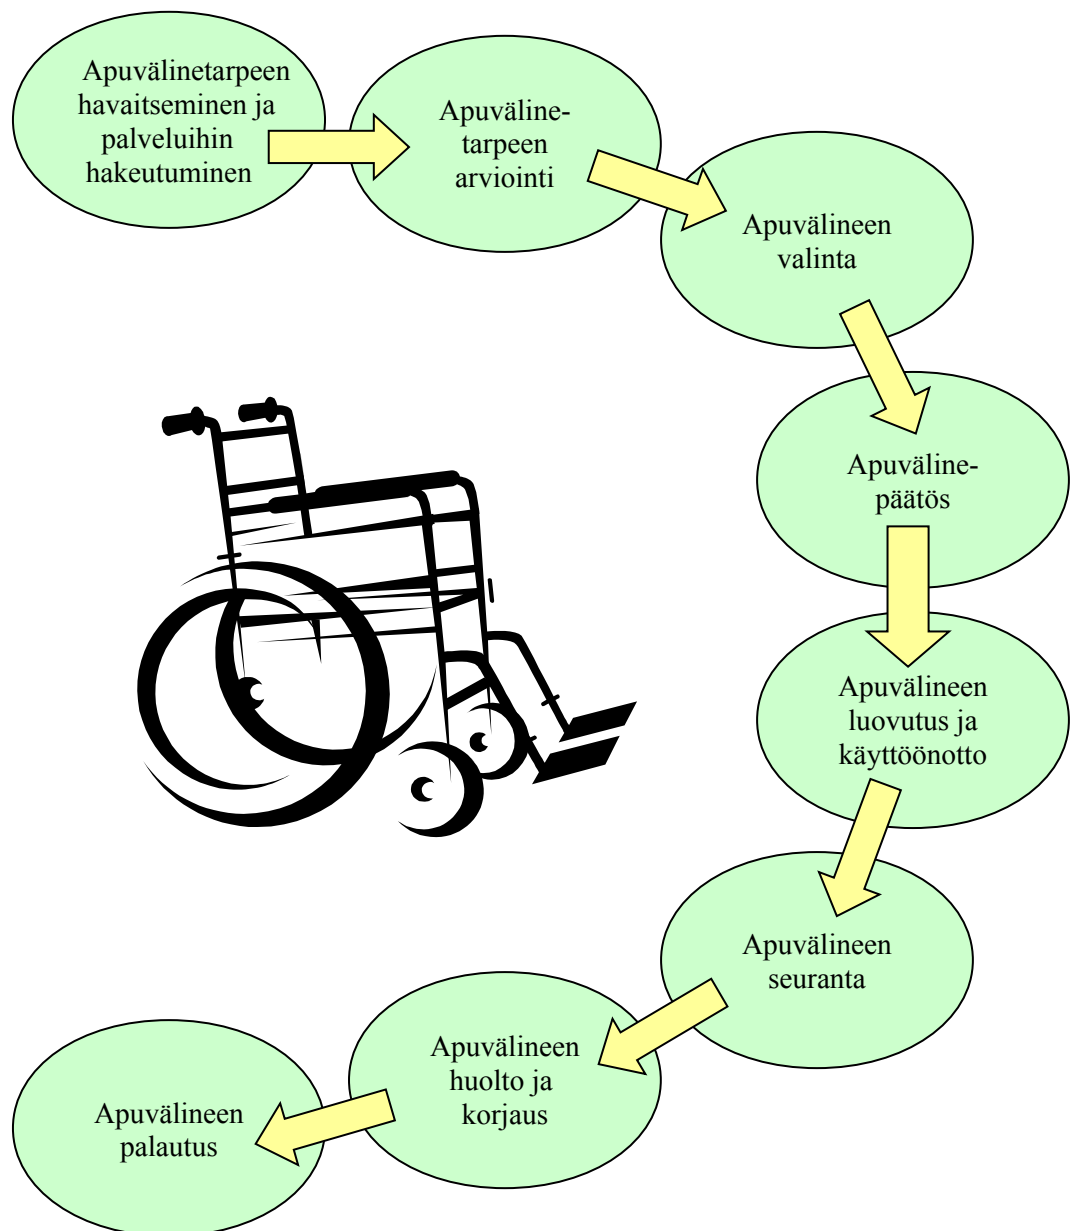 Apuvälinetarpeen
havaitseminen ja
palveluihin
hakeutuminen
Apuväline-
tarpeen
arviointi
Apuvälineen
valinta
Apuväline-
päätös
Apuvälineen
luovutus ja
käyttöönotto
Apuvälineen
seuranta
Apuvälineen
huolto ja
korjaus
Apuvälineen
palautus